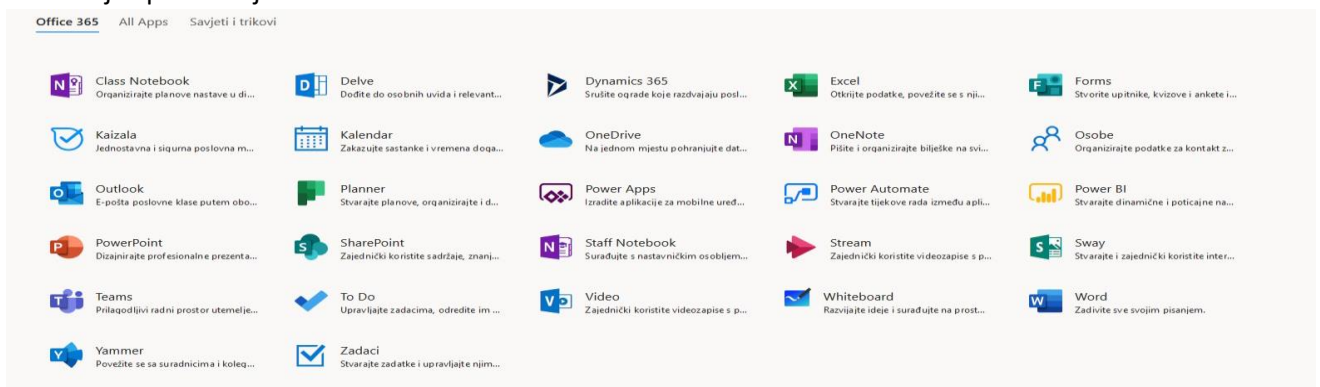 Office 365 All Apps Savjeti i trikovi
Class Notebook
Organizirajte planove nastave u di...
Delve
Dođite do osobnih uvida i relevant...
Dynamics 365
Srušite ograde koje razdvajaju posl...
Excel
Otkrijte podatke, povežite se s nji...
Forms
Stvorite upitnike, kvizove i ankete i...
Kaizala
Jednostavna i sigurna poslovna m...
Kalendar
Zakazujte sastanke i vremena doga...
OneDrive
Na jednom mjestu pohranjujte dat...
OneNote
Pišite i organizirajte bilješke na svi...
Osobe
Organizirajte podatke za kontakt z...
Outlook
E-pošta poslovne klase putem obo...
Planner
Stvarajte planove, organizirajte i d...
Power Apps
Izradite aplikacije za mobilne uređ...
Power Automate
Stvarajte tijekove rada između apli...
Power BI
Stvarajte dinamične i poticajne na...
PowerPoint
Dizajnirajte profesionalne prezenta...
SharePoint
Zajednički koristite sadržaje, znanj...
Staff Notebook
Surađujte s nastavničkim osobljem...
Stream
Zajednički koristite videozapise s p...
Sway
Stvarajte i zajednički koristite inter...
Teams
Prilagodljivi radni prostor utemelje...
To Do
Upravljajte zadacima, odredite im ...
Video
Zajednički koristite videozapise s p...
Whiteboard
Razvijajte ideje i surađujte na prost...
Word
Zadivite sve svojim pisanjem.
Yammer
Povežite se sa suradnicima i koleg...
Zadaci
Stvarajte zadatke i upravljajte njim...